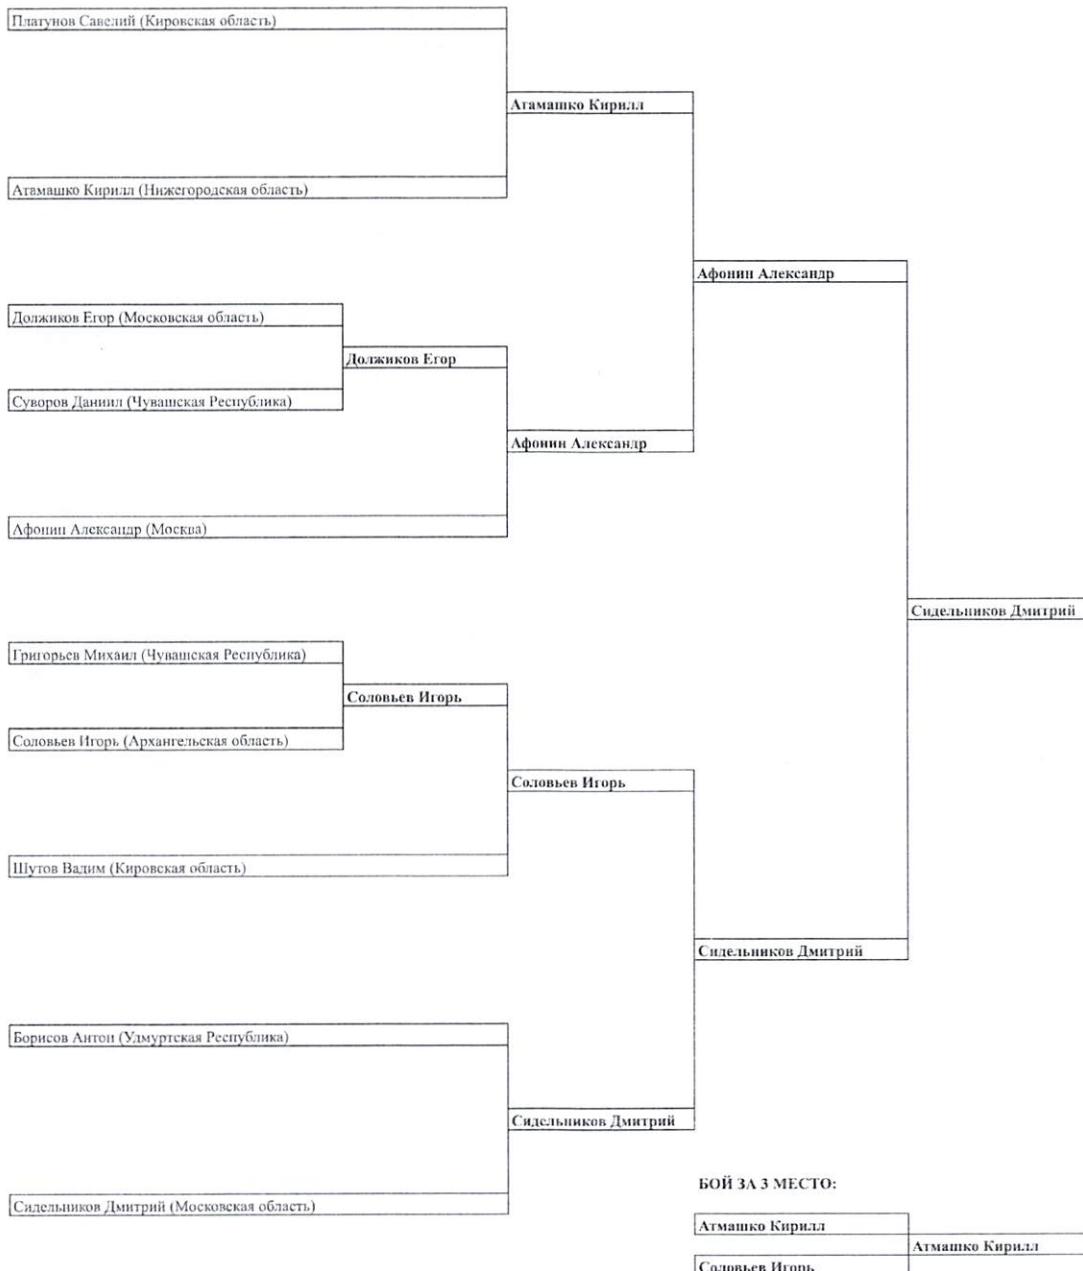 Платунов Савелий (Кировская область)
Атамашко Кирилл
Атамашко Кирилл (Нижегородская область)
Афонин Александр
Должиков Егор (Московская область)
Должиков Егор
Суворов Даниил (Чувашская Республика)
Афонин Александр
Афонин Александр (Москва)
Сидельников Дмитрий
Григорьев Михаил (Чувашская Республика)
Соловьев Игорь
Соловьев Игорь (Архангельская область)
Соловьев Игорь
Шутов Вадим (Кировская область)
Сидельников Дмитрий
Борисов Антон (Удмуртская Республика)
Сидельников Дмитрий
БОЙ ЗА 3 МЕСТО:
Сидельников Дмитрий (Московская область)
Атмашко Кирилл
Атмашко Кирилл
Соловьев Игорь